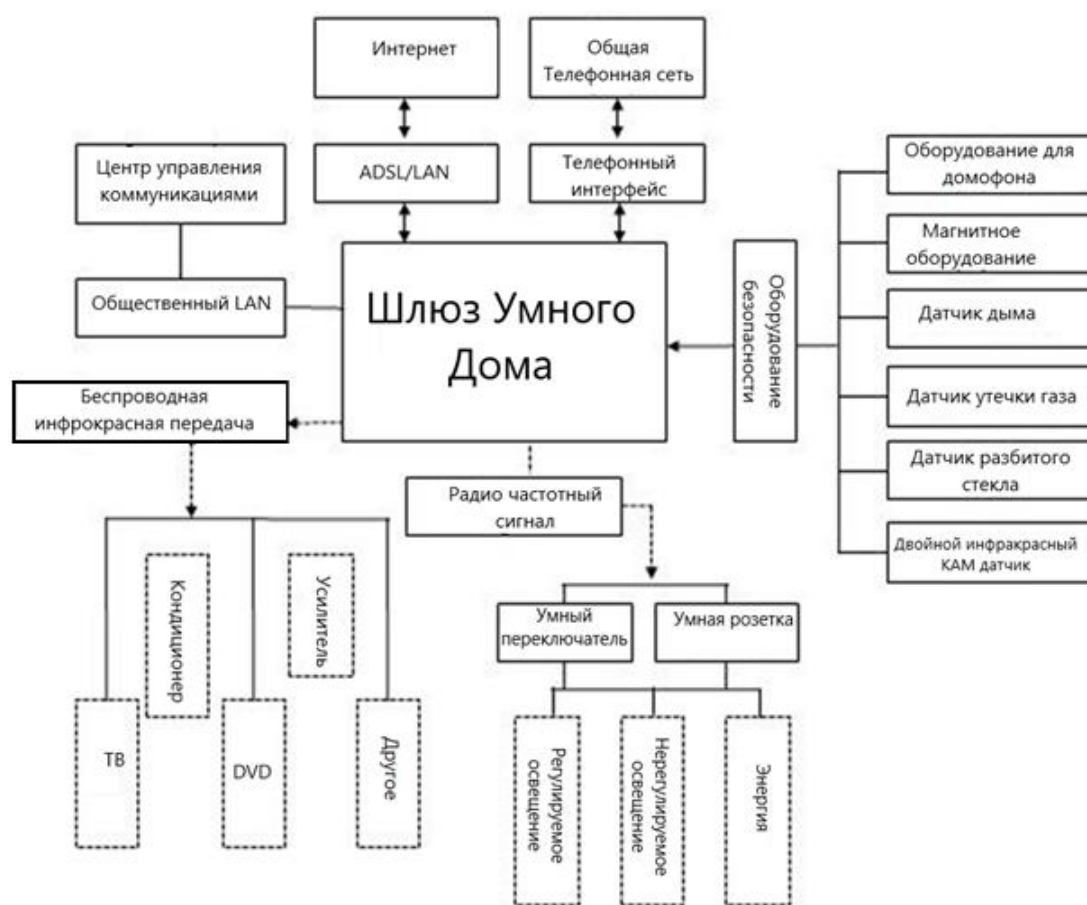 Интернет
Общая
Телефонная сеть
Центр управления
коммуникациями
ADSL/LAN
Телефонный
интерфейс
Оборудование для
домофона
Магнитное
оборудование
Общественный LAN
Шлюз Умного
Дома
Оборудование
безопасности
Датчик дыма
Беспроводная
инфрокрасная передача
Датчик утечки газа
Датчик разбитого
стекла
Радио частотный
сигнал
Двойной инфракрасный
КАМ датчик
Кондиционер
Усилитель
Умный
переключатель
Умная розетка
ТВ
DVD
Другое
Регулируемое
освещение
Нерегулируемое
освещение
Энергия